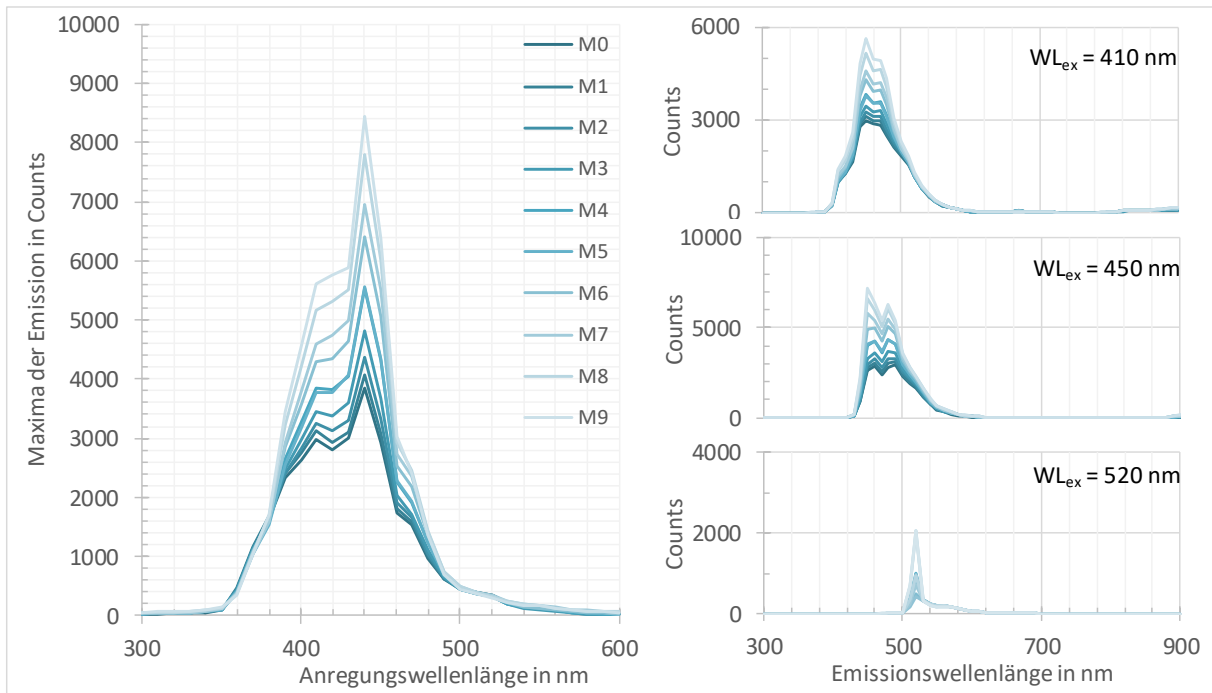 10000
9000
8000
7000
6000
5000
4000
3000
2000
1000
0
Maxima der Emission in Counts
300
400
500
600
Anregungswellenlänge in nm
M0
M1
M2
M3
M4
M5
M6
M7
M8
M9
6000
3000
0
Counts
WLex = 410 nm
10000
5000
0
Counts
WLex = 450 nm
4000
2000
0
Counts
WLex = 520 nm
300
500
700
900
Emissionswellenlänge in nm